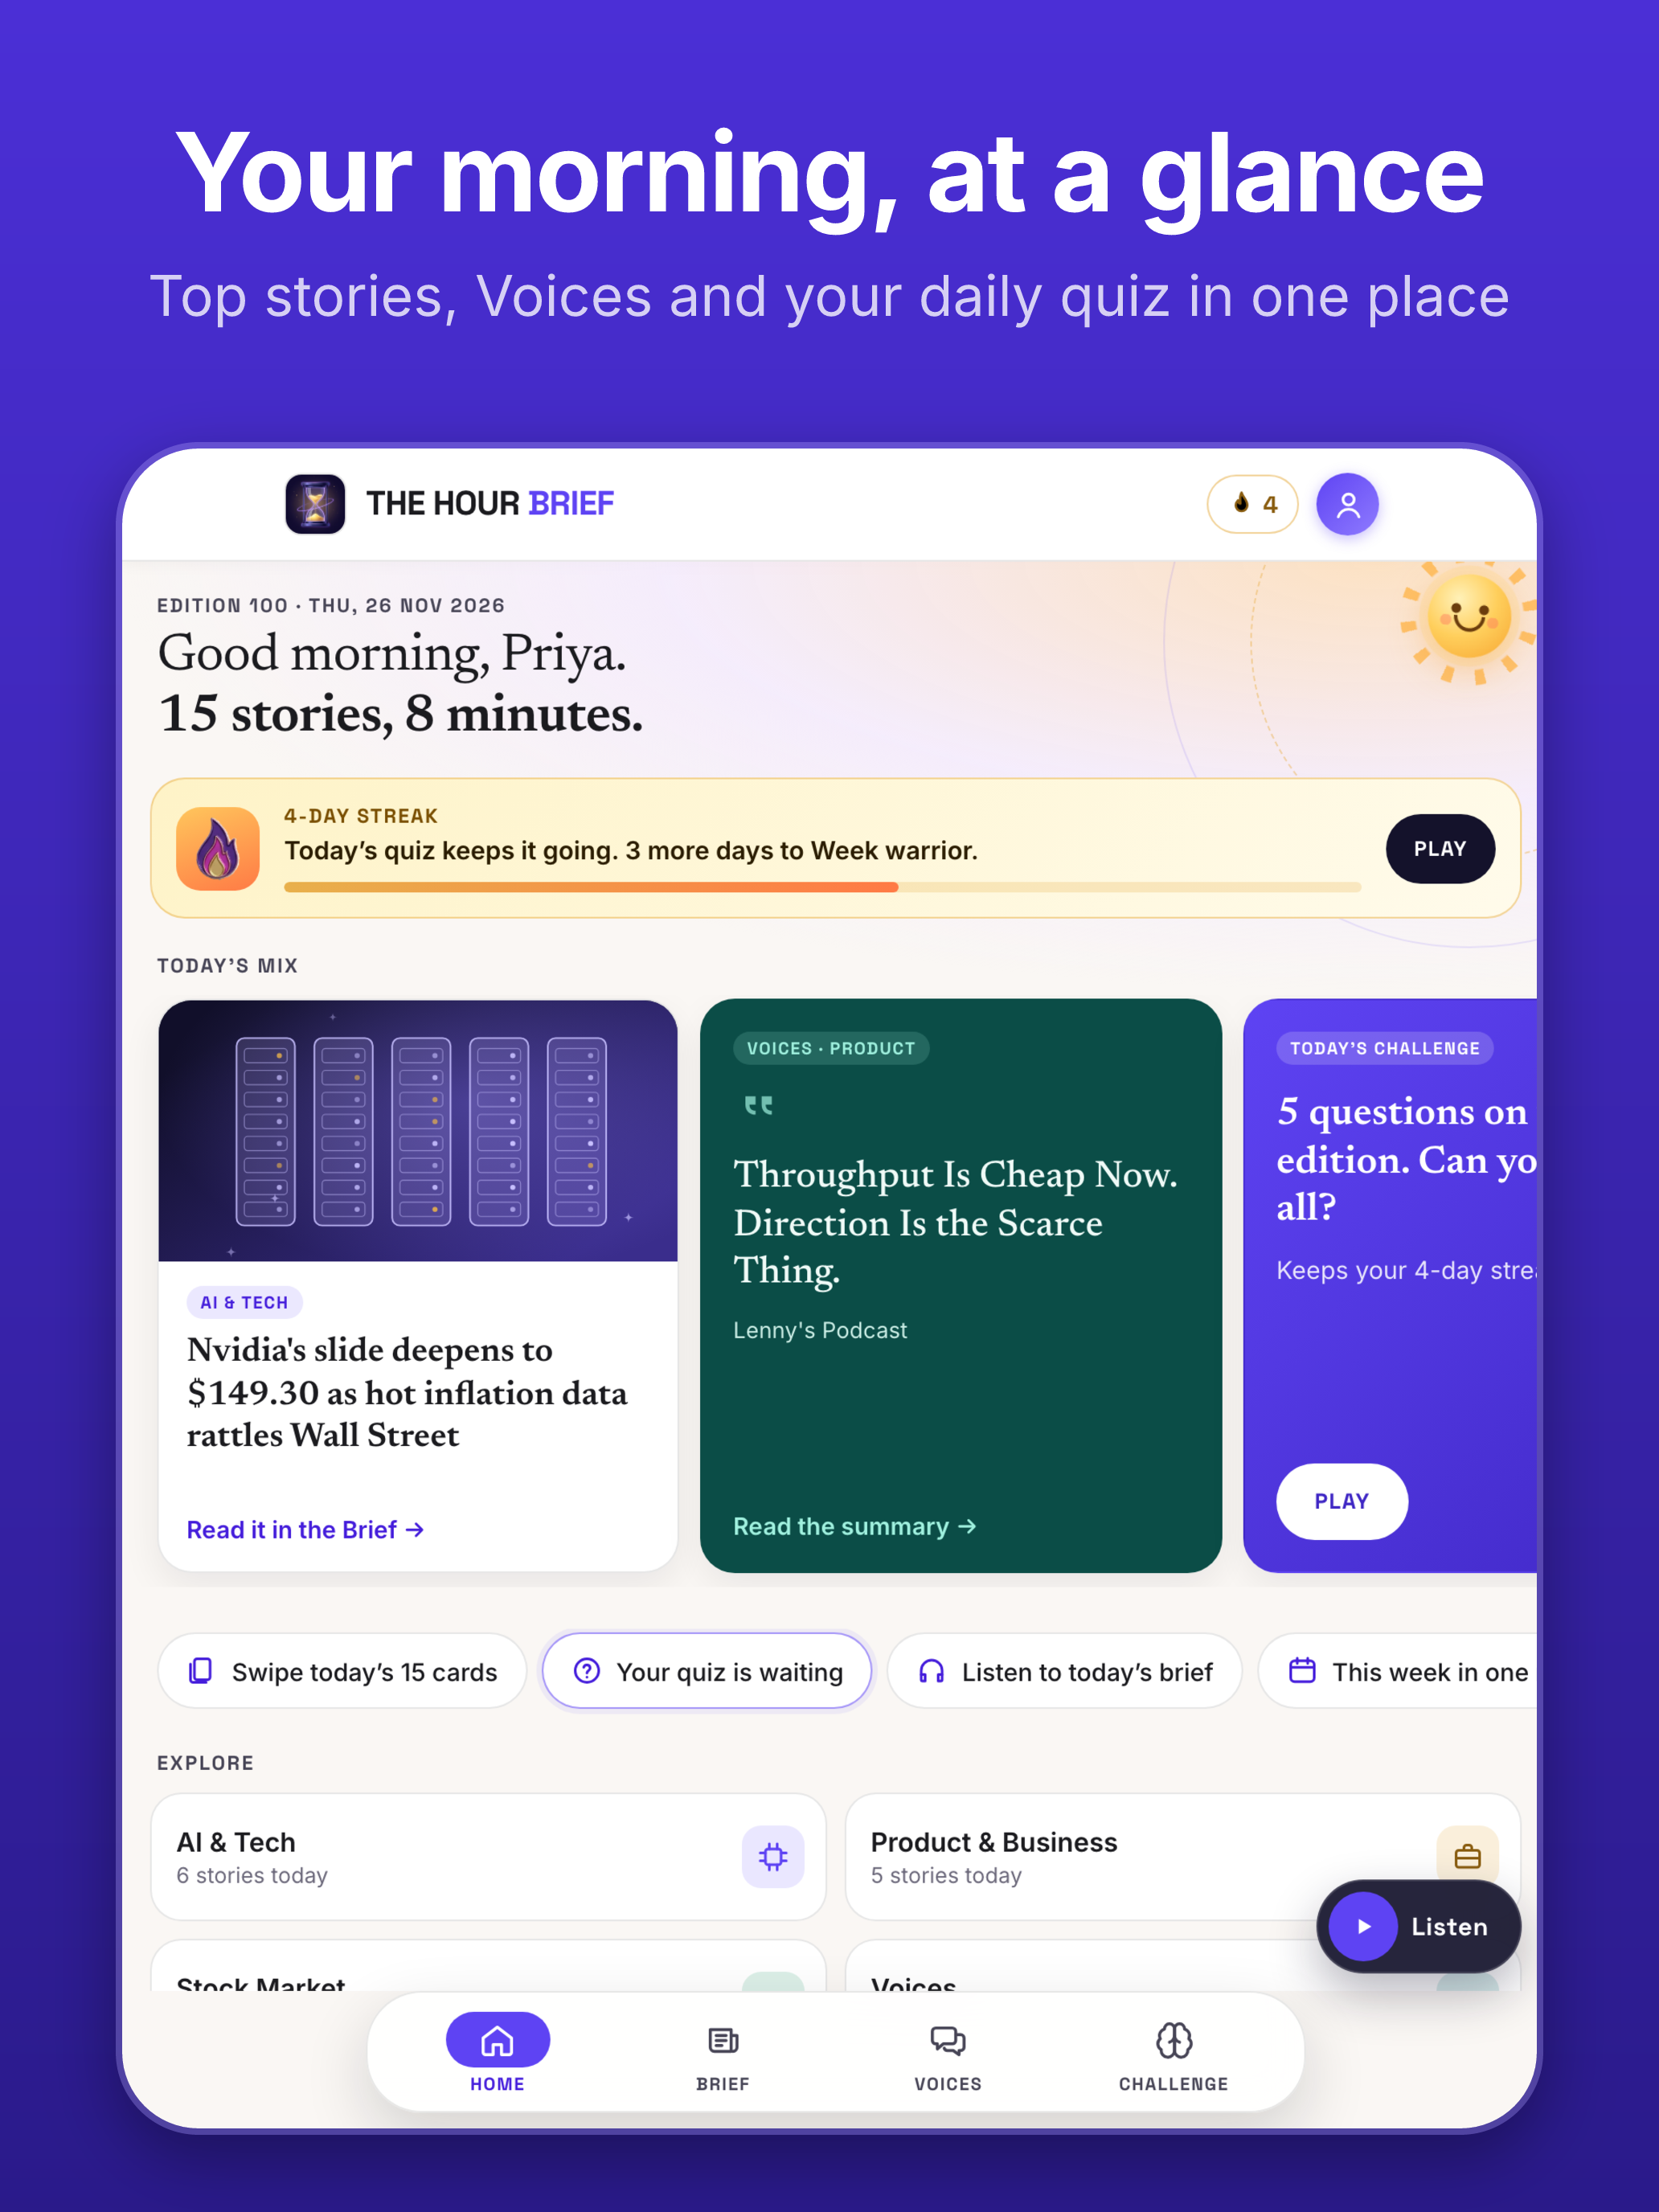 Your morning, at a glance
Top stories, Voices and your daily quiz in one place
THE HOUR BRIEF
4
EDITION 100 · THU, 26 NOV 2026
Good morning, Priya.
15 stories, 8 minutes.
4-DAY STREAK
Today’s quiz keeps it going. 3 more days to Week warrior.
PLAY
TODAY’S MIX
AI & TECH
Nvidia's slide deepens to
$149.30 as hot inflation data
rattles Wall Street
Read it in the Brief →
VOICES · PRODUCT
"
Throughput Is Cheap Now.
Direction Is the Scarce
Thing.
Lenny's Podcast
Read the summary →
TODAY’S CHALLENGE
5 questions on
edition. Can yo
all?
Keeps your 4-day strea
PLAY
Swipe today’s 15 cards
Your quiz is waiting
Listen to today’s brief
This week in one
EXPLORE
AI & Tech
6 stories today
Product & Business
5 stories today
Stock Market
Voices
Listen
HOME
BRIEF
VOICES
CHALLENGE